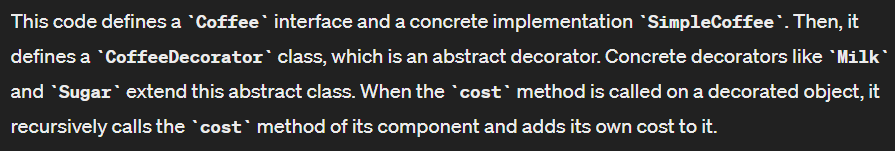 This code defines a `Coffee` interface and a concrete implementation `SimpleCoffee`. Then, it
defines a `CoffeeDecorator` class, which is an abstract decorator. Concrete decorators like `Milk`
and `Sugar` extend this abstract class. When the `cost` method is called on a decorated object, it
recursively calls the `cost` method of its component and adds its own cost to it.